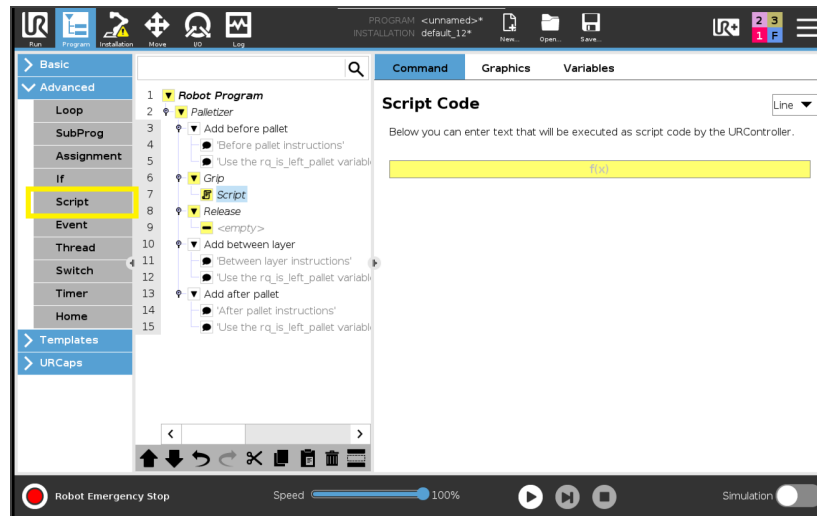 UR
Run
Program
Installation
Move
I/O
Log
PROGRAM <unnamed>*
INSTALLATION default_12*
New...
Open...
Save...
UR+
2 3
1 F
Basic
Advanced
Loop
SubProg
Assignment
If
Script
Event
Thread
Switch
Timer
Home
Templates
URCaps
1 Robot Program
2 Palletizer
3 Add before pallet
4 'Before pallet instructions'
5 'Use the rq_is_left_pallet variabl
6 Grip
7 Script
8 Release
9 <empty>
10 Add between layer
11 'Between layer instructions'
12 'Use the rq_is_left_pallet variabl
13 Add after pallet
14 'After pallet instructions'
15 'Use the rq_is_left_pallet variabl
Command Graphics Variables
Script Code
Line
Below you can enter text that will be executed as script code by the URController.
f(x)
Robot Emergency Stop
Speed
100%
Simulation